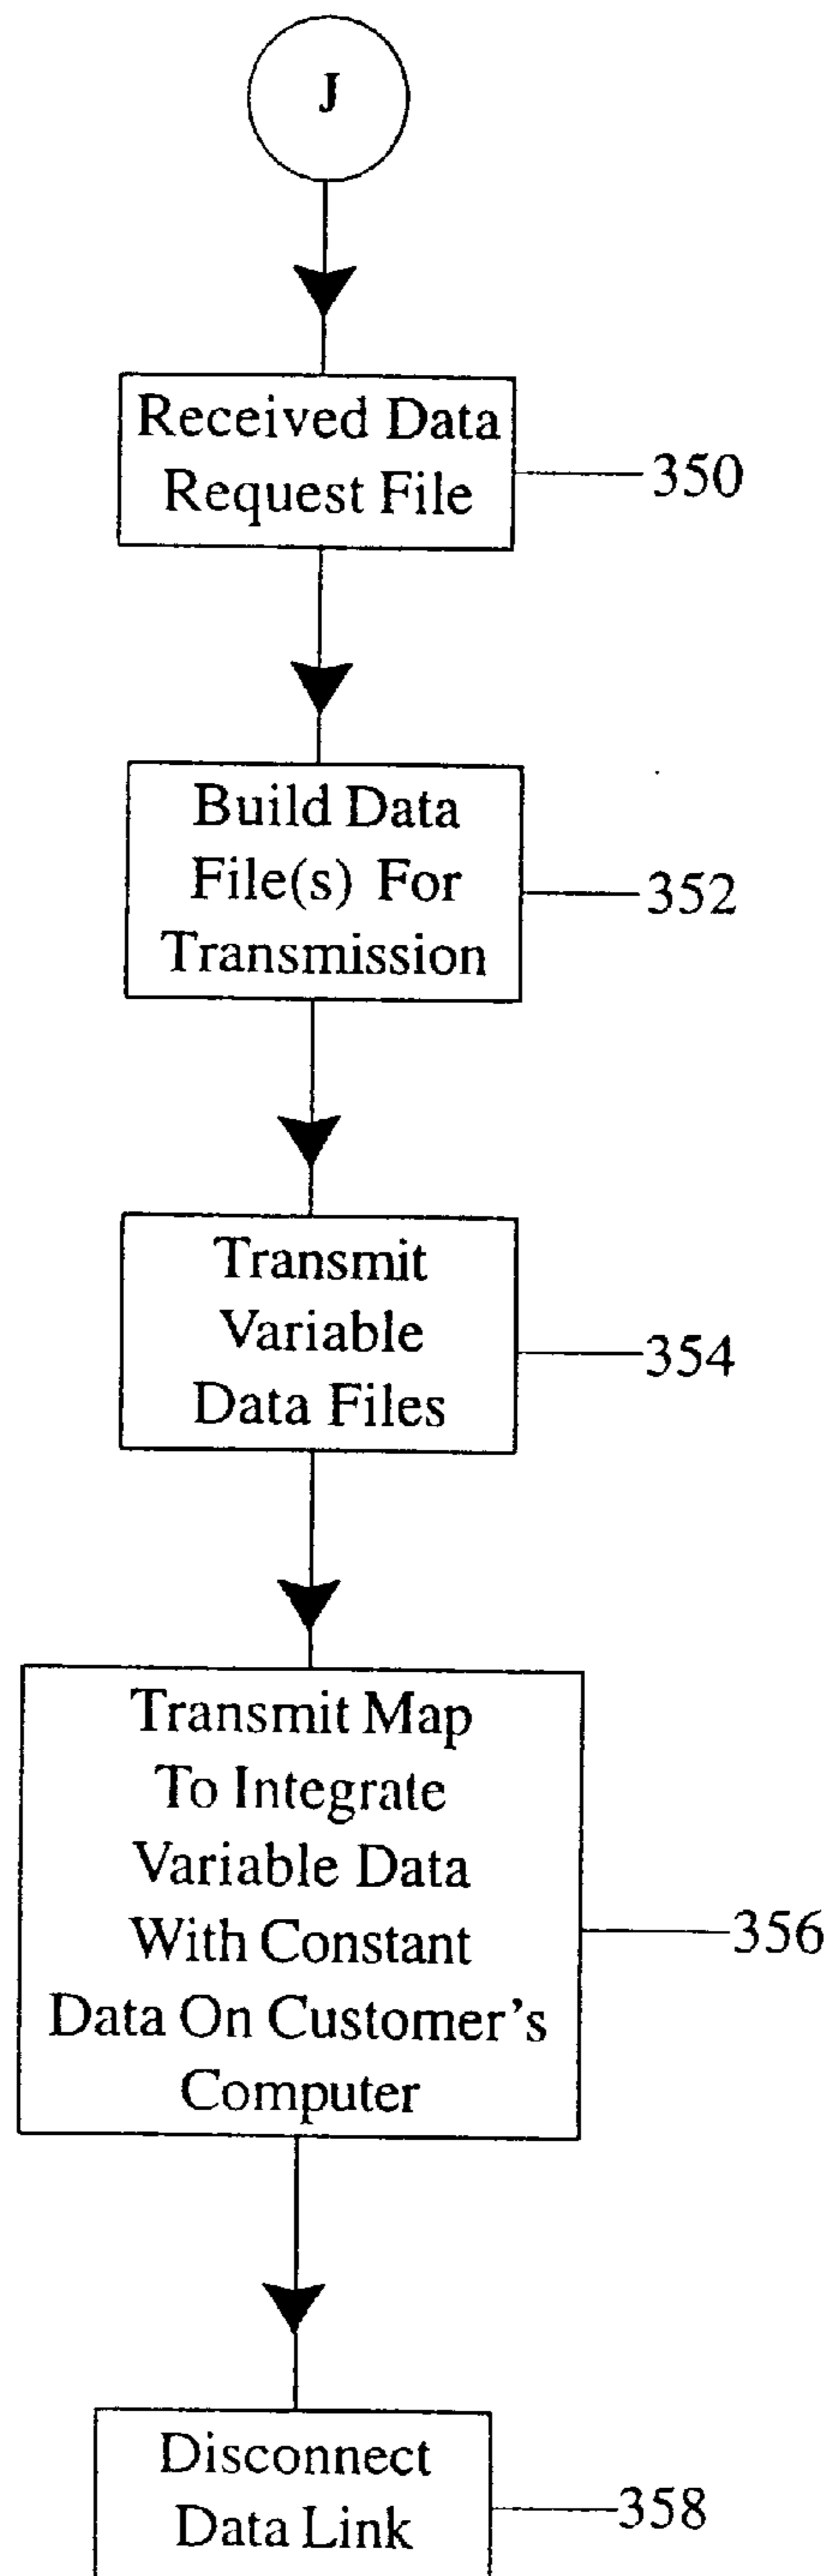 J
Received Data
Request File
350
Build Data
File(s) For
Transmission
352
Transmit
Variable
Data Files
354
Transmit Map
To Integrate
Variable Data
With Constant
Data On Customer's
Computer
356
Disconnect
Data Link
358